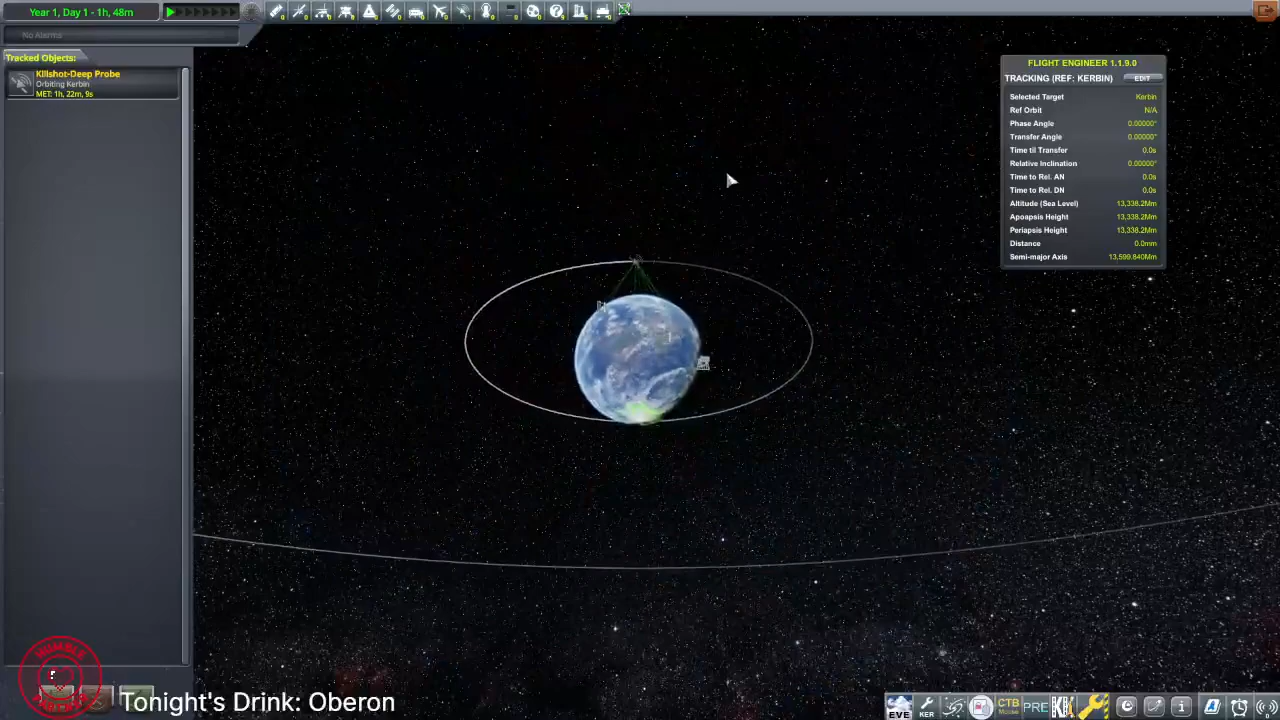 Year 1, Day 1 - 1h, 48m
No Alarms
Tracked Objects:
Killshot-Deep Probe
Orbiting Kerbin
MET: 1h, 22m, 9s
FLIGHT ENGINEER 1.1.9.0
TRACKING (REF: KERBIN) EDIT
Selected Target Kerbin
Ref Orbit N/A
Phase Angle 0.00000°
Transfer Angle 0.00000°
Time til Transfer 0.0s
Relative Inclination 0.00000°
Time to Rel. AN 0.0s
Time to Rel. DN 0.0s
Altitude (Sea Level) 13,338.2Mm
Apoapsis Height 13,338.2Mm
Periapsis Height 13,338.2Mm
Distance 0.0mm
Semi-major Axis 13,599.840Mm
HUMBLE
Tonight's Drink: Oberon
EVE
KER
CTB
PRE